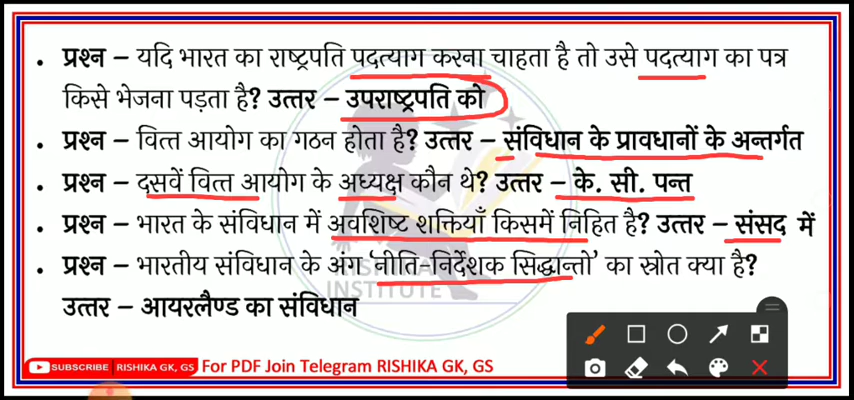 • प्रश्न – यदि भारत का राष्ट्रपति पदत्याग करना चाहता है तो उसे पदत्याग का पत्र
किसे भेजना पड़ता है? उत्तर – उपराष्ट्रपति को
• प्रश्न – वित्त आयोग का गठन होता है? उत्तर – संविधान के प्रावधानों के अन्तर्गत
• प्रश्न – दसवें वित्त आयोग के अध्यक्ष कौन थे? उत्तर – के. सी. पन्त
• प्रश्न – भारत के संविधान में अवशिष्ट शक्तियाँ किसमें निहित है? उत्तर – संसद में
• प्रश्न – भारतीय संविधान के अंग ‘नीति-निर्देशक सिद्धान्तो’ का स्रोत क्या है?
INSTITUTE
उत्तर – आयरलैण्ड का संविधान
SUBSCRIBE RISHIKA GK, GS For PDF Join Telegram RISHIKA GK, GS